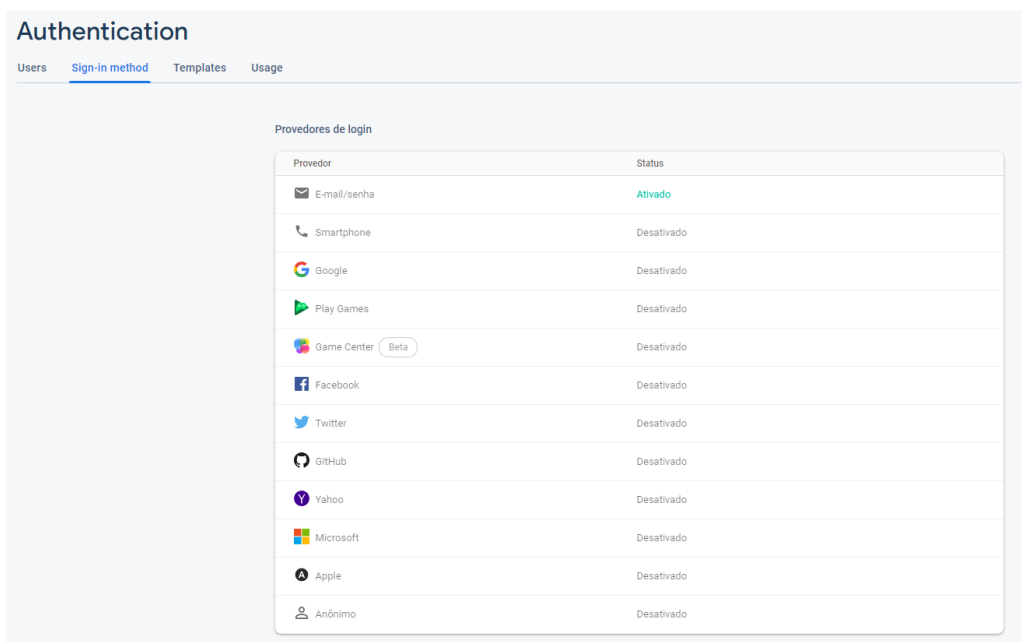 Authentication
Users Sign-in method Templates Usage
Provedores de login
Provedor Status
E-mail/senha Ativado
Smartphone Desativado
Google Desativado
Play Games Desativado
Game Center Beta Desativado
Facebook Desativado
Twitter Desativado
GitHub Desativado
Yahoo Desativado
Microsoft Desativado
Apple Desativado
Anônimo Desativado